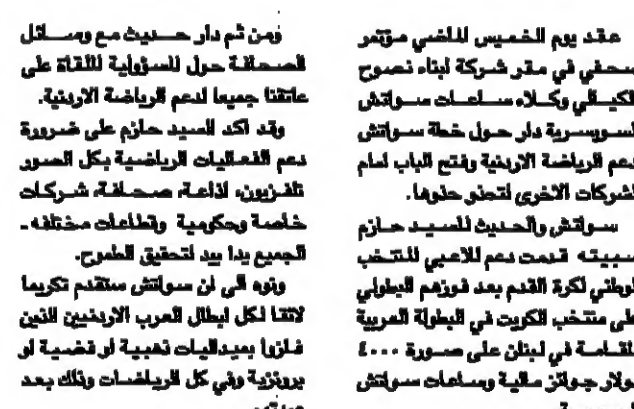 عقد يوم الخميس الماضي مؤتمر
صحفي في مقر شركة ابناء نصوح
الكيالي وكلاء ساعات سواتش
السويسرية دار حول خطة سواتش
دعم الرياضة الاردنية وفتح الباب امام
الشركات الاخرى لتحذو حذوها.
سواتش والحديث للسيد حازم
سبيته قدمت دعم للاعبي المنتخب
الوطني لكرة القدم بعد فوزهم البطولي
على منتخب الكويت في البطولة العربية
المقامة في لبنان على صورة ٤٠٠٠
دولار جوائز مالية وساعات سواتش
ومن ثم دار حديث مع وسائل
الصحافة حول المسؤولية الملقاة على
عاتقنا جميعا لدعم الرياضة الاردنية.
وقد اكد السيد حازم على ضرورة
دعم الفعاليات الرياضية بكل الصور
تلفزيون، اذاعة، صحافة، شركات
خاصة وحكومية وقطاعات مختلفه ـ
الجميع يدا بيد لتحقيق الطموح.
ونوه الى ان سواتش ستقدم تكريما
لائقا لكل ابطال العرب الاردنيين الذين
فازوا بميداليات ذهبية او فضية او
برونزية وفي كل الرياضات وذلك بعد